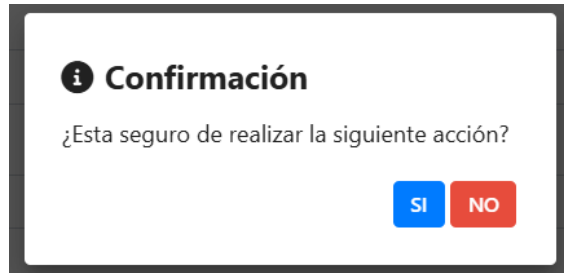 Confirmación
¿Esta seguro de realizar la siguiente acción?
SI NO